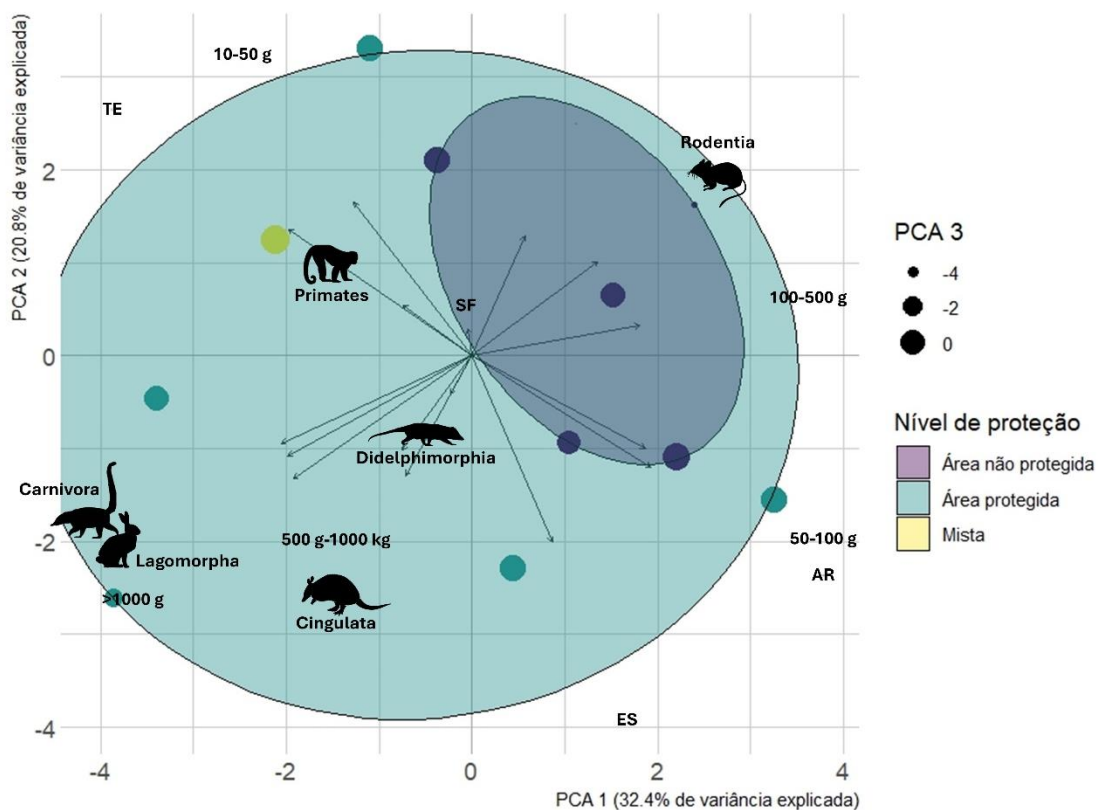 PCA 2 (20.8% de variância explicada)
10-50 g
TE
Rodentia
2
Primates
SF
100-500 g
0
Didelphimorphia
Carnivora
Lagomorpha
500 g-1000 kg
50-100 g
-2
AR
>1000 g
Cingulata
ES
-4
-4
-2
0
2
4
PCA 1 (32.4% de variância explicada)
PCA 3
-4
-2
0
Nível de proteção
Área não protegida
Área protegida
Mista